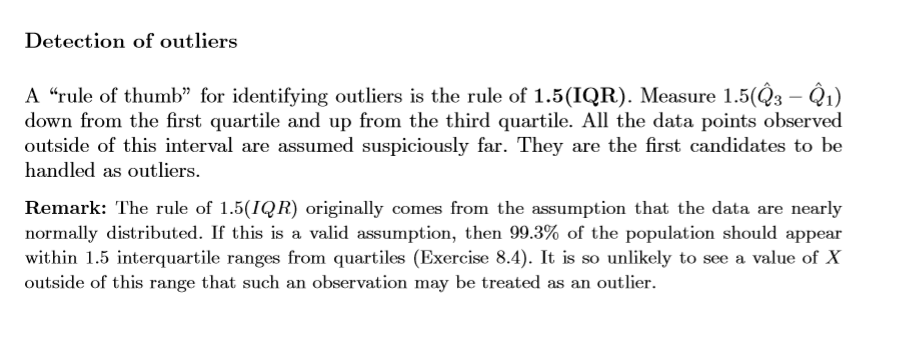 Detection of outliers
A “rule of thumb” for identifying outliers is the rule of 1.5(IQR). Measure 1.5(Q̂₃ − Q̂₁)
down from the first quartile and up from the third quartile. All the data points observed
outside of this interval are assumed suspiciously far. They are the first candidates to be
handled as outliers.
Remark: The rule of 1.5(IQR) originally comes from the assumption that the data are nearly
normally distributed. If this is a valid assumption, then 99.3% of the population should appear
within 1.5 interquartile ranges from quartiles (Exercise 8.4). It is so unlikely to see a value of X
outside of this range that such an observation may be treated as an outlier.